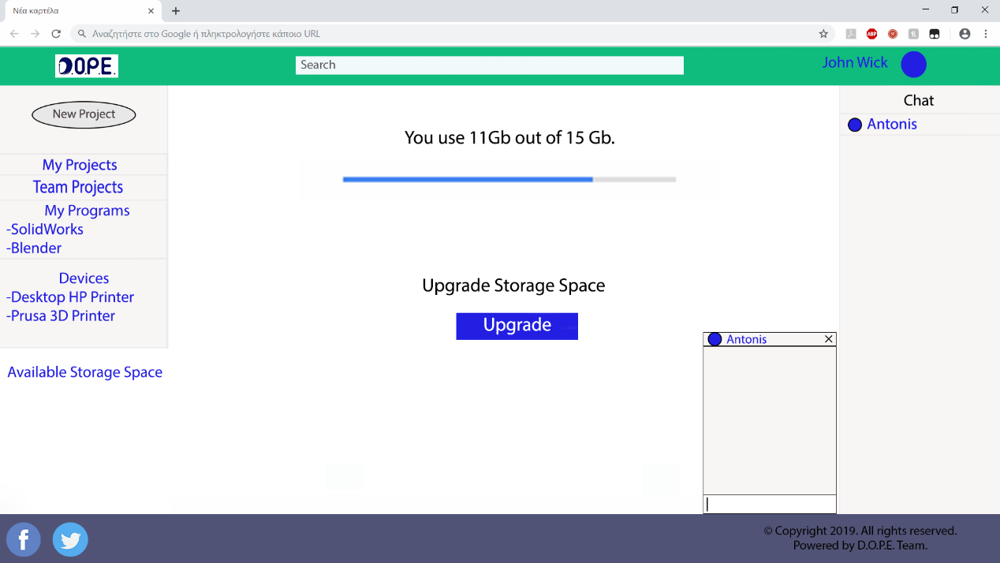 Νέα καρτέλα
Αναζητήστε στο Google ή πληκτρολογήστε κάποιο URL
ABP
D.O.P.E.
Search
John Wick
New Project
My Projects
Team Projects
My Programs
-SolidWorks
-Blender
Devices
-Desktop HP Printer
-Prusa 3D Printer
Available Storage Space
You use 11Gb out of 15 Gb.
Upgrade Storage Space
Upgrade
Chat
Antonis
Antonis
© Copyright 2019. All rights reserved.
Powered by D.O.P.E. Team.